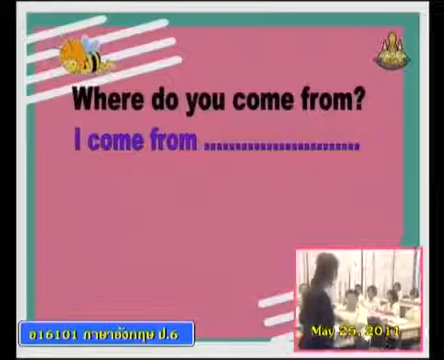 Where do you come from?
I come from ..........................
May 25, 2011
อ16101 ภาษาอังกฤษ ป.6